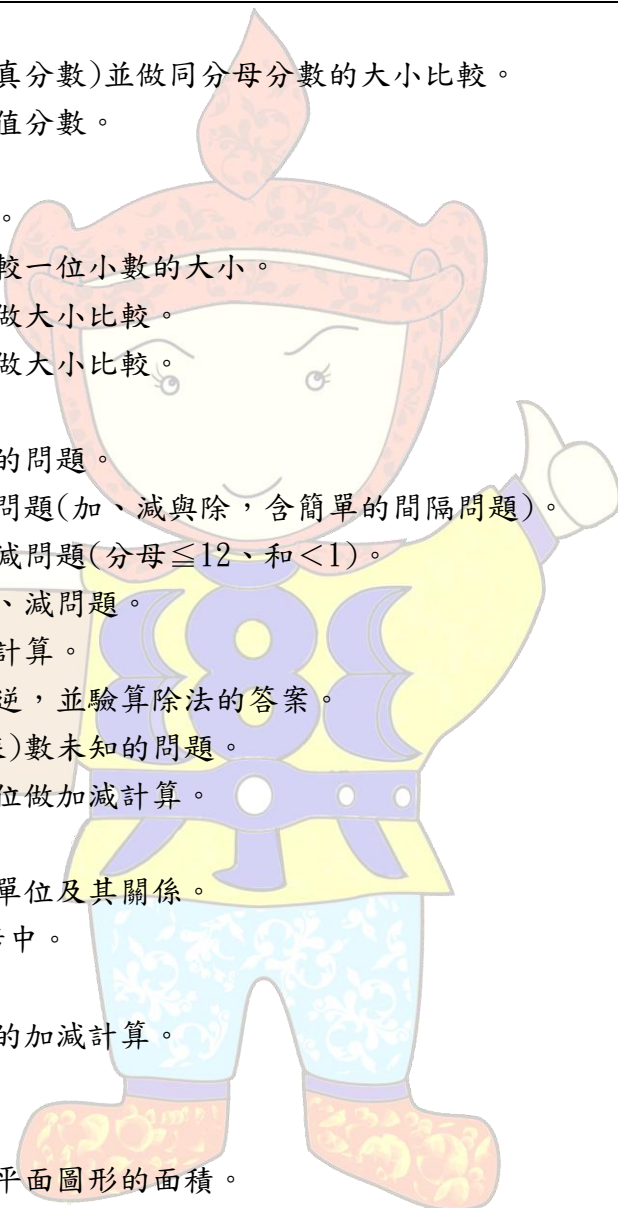 真分數)並做同分母分數的大小比較。
值分數。
。
較一位小數的大小。
做大小比較。
做大小比較。
的問題。
問題(加、減與除，含簡單的間隔問題)。
減問題(分母≦12、和＜1)。
、減問題。
計算。
逆，並驗算除法的答案。
)數未知的問題。
位做加減計算。
單位及其關係。
中。
的加減計算。
平面圖形的面積。